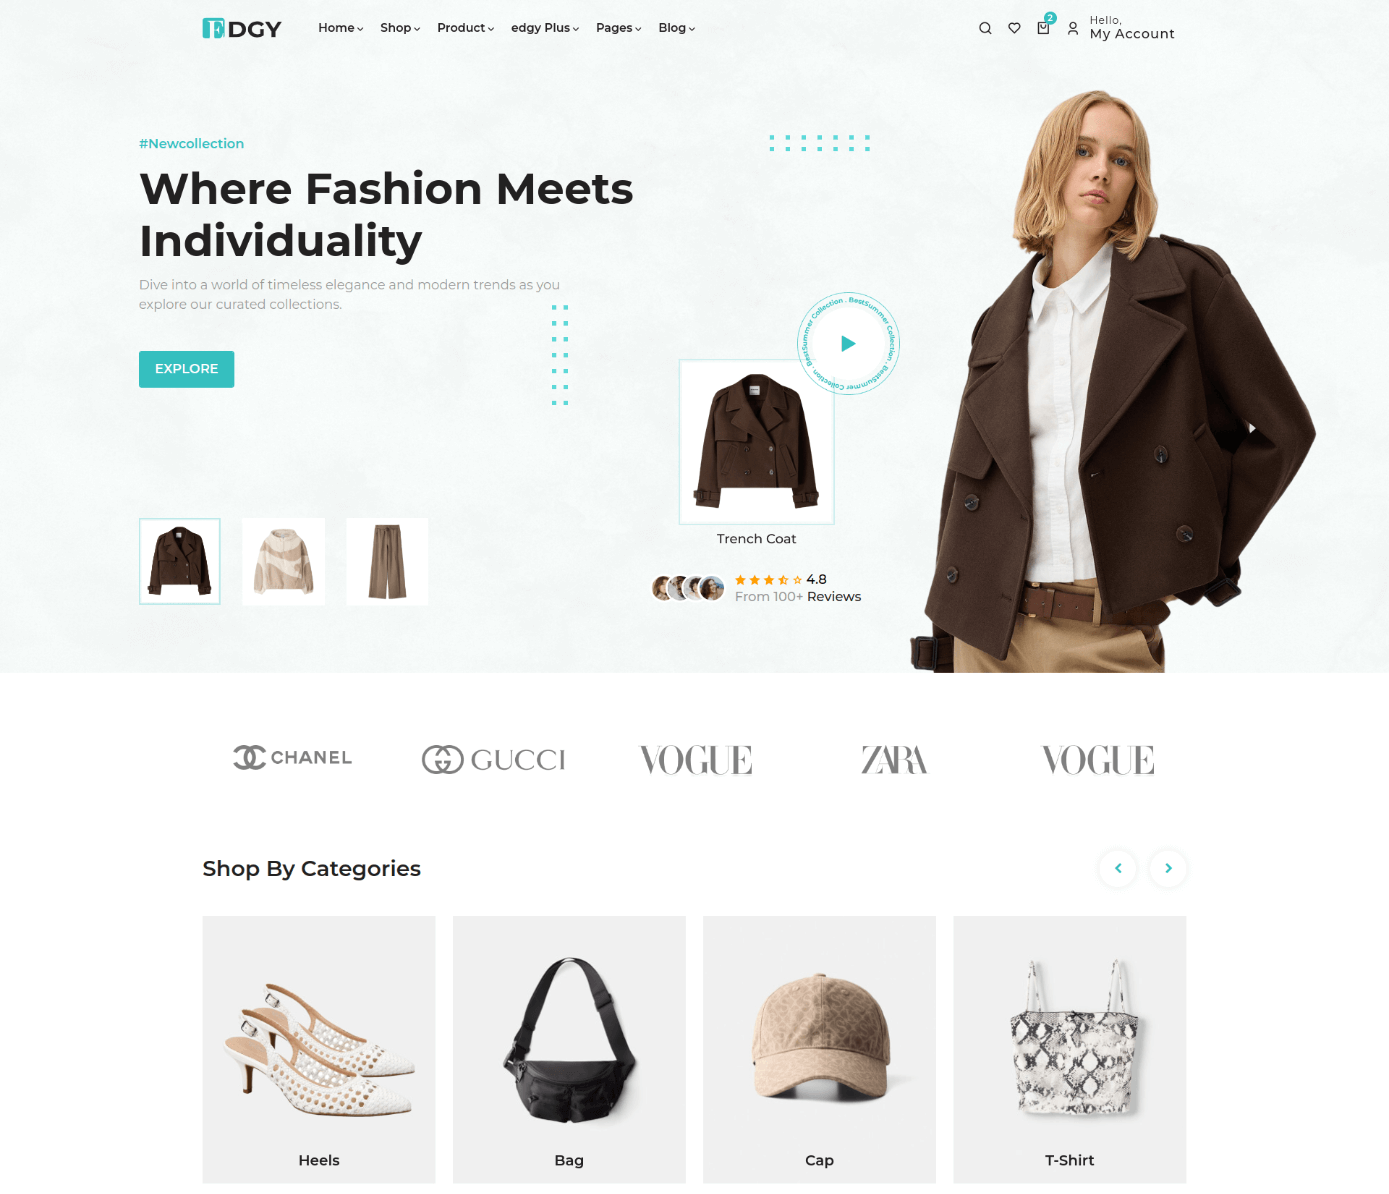 EDGY
Home Shop Product edgy Plus Pages Blog
2
Hello,
My Account
#Newcollection
Where Fashion Meets
Individuality
Dive into a world of timeless elegance and modern trends as you
explore our curated collections.
EXPLORE
BestSummer Collection . BestSummer Collection . BestSummer Collection .
Trench Coat
4.8
From 100+ Reviews
CHANEL
GUCCI
VOGUE
ZARA
VOGUE
Shop By Categories
Heels
Bag
Cap
T-Shirt